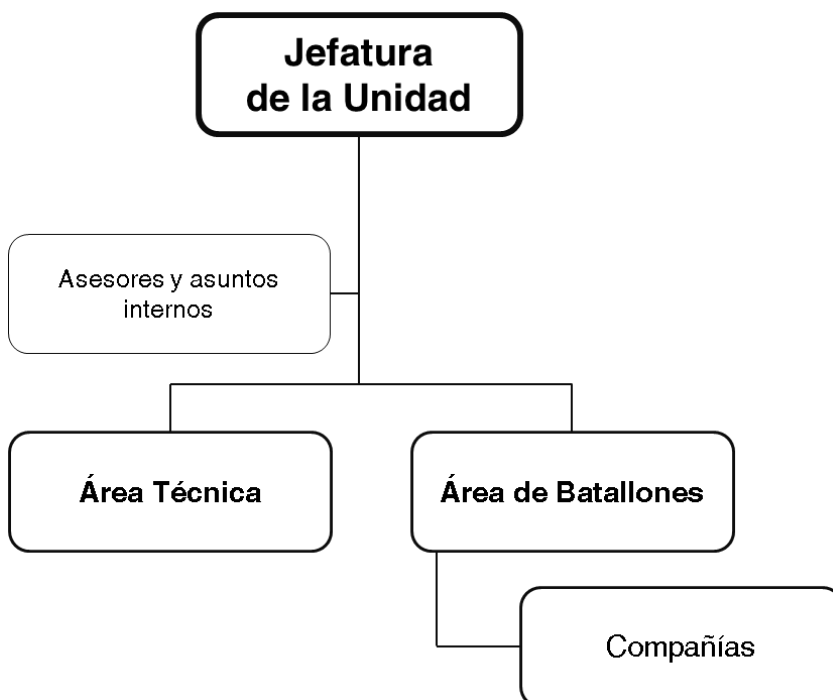 Jefatura
de la Unidad
Asesores y asuntos
internos
Área Técnica
Área de Batallones
Compañías